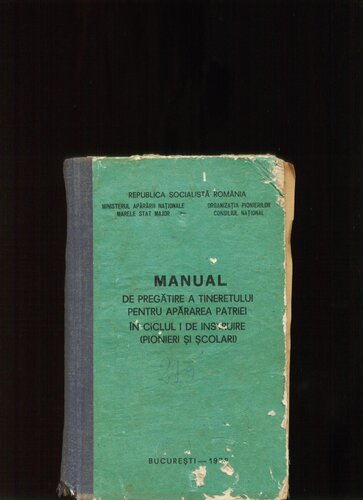 REPUBLICA SOCIALISTĂ ROMÂNIA
MINISTERUL APĂRĂRII NAȚIONALE
MARELE STAT MAJOR —
ORGANIZAȚIA PIONIERILOR
CONSILIUL NAȚIONAL
MANUAL
DE PREGĂTIRE A TINERETULUI
PENTRU APĂRAREA PATRIEI
ÎN CICLUL I DE INSTRUIRE
(PIONIERI ȘI ȘCOLARI)
BUCUREȘTI —